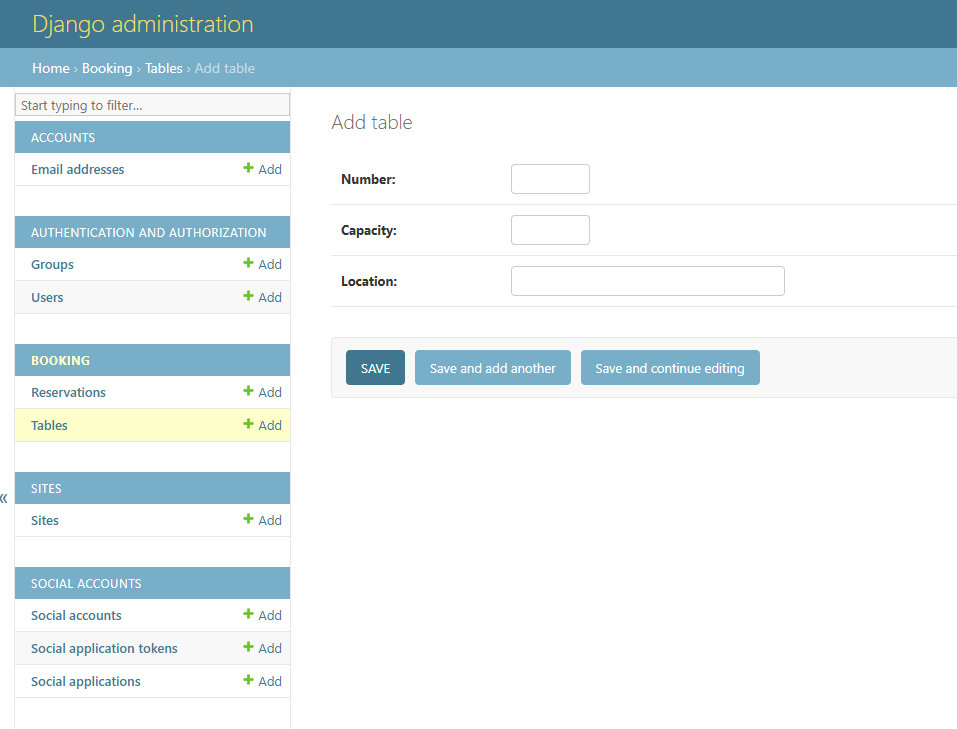 Django administration
Home › Booking › Tables › Add table
Start typing to filter...
ACCOUNTS
Email addresses + Add
AUTHENTICATION AND AUTHORIZATION
Groups + Add
Users + Add
BOOKING
Reservations + Add
Tables + Add
SITES
Sites + Add
SOCIAL ACCOUNTS
Social accounts + Add
Social application tokens + Add
Social applications + Add
«
Add table
Number:
Capacity:
Location:
SAVE Save and add another Save and continue editing